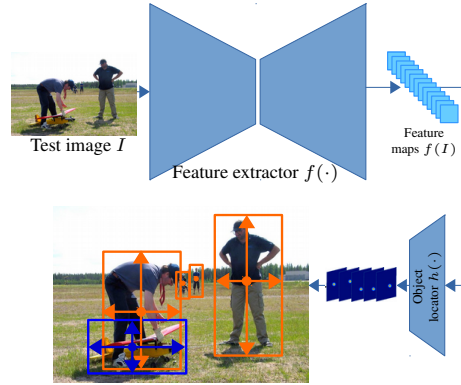 Test image I
Feature extractor f(·)
Feature
maps f(I)
Object
locator h(·)